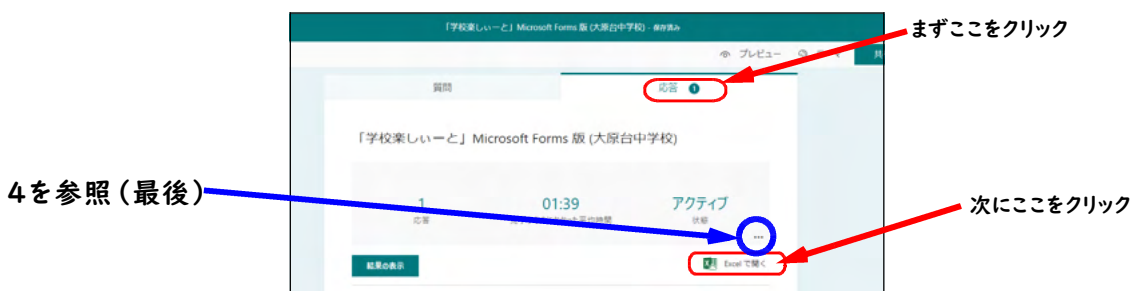 「学校楽しぃーと」Microsoft Forms 版 (大原台中学校) - 保存済み
まずここをクリック
プレビュー
共
質問
応答 1
「学校楽しぃーと」Microsoft Forms 版 (大原台中学校)
4を参照（最後）
1
01:39
アクティブ
応答
状態
次にここをクリック
...
結果の表示
Excel で開く